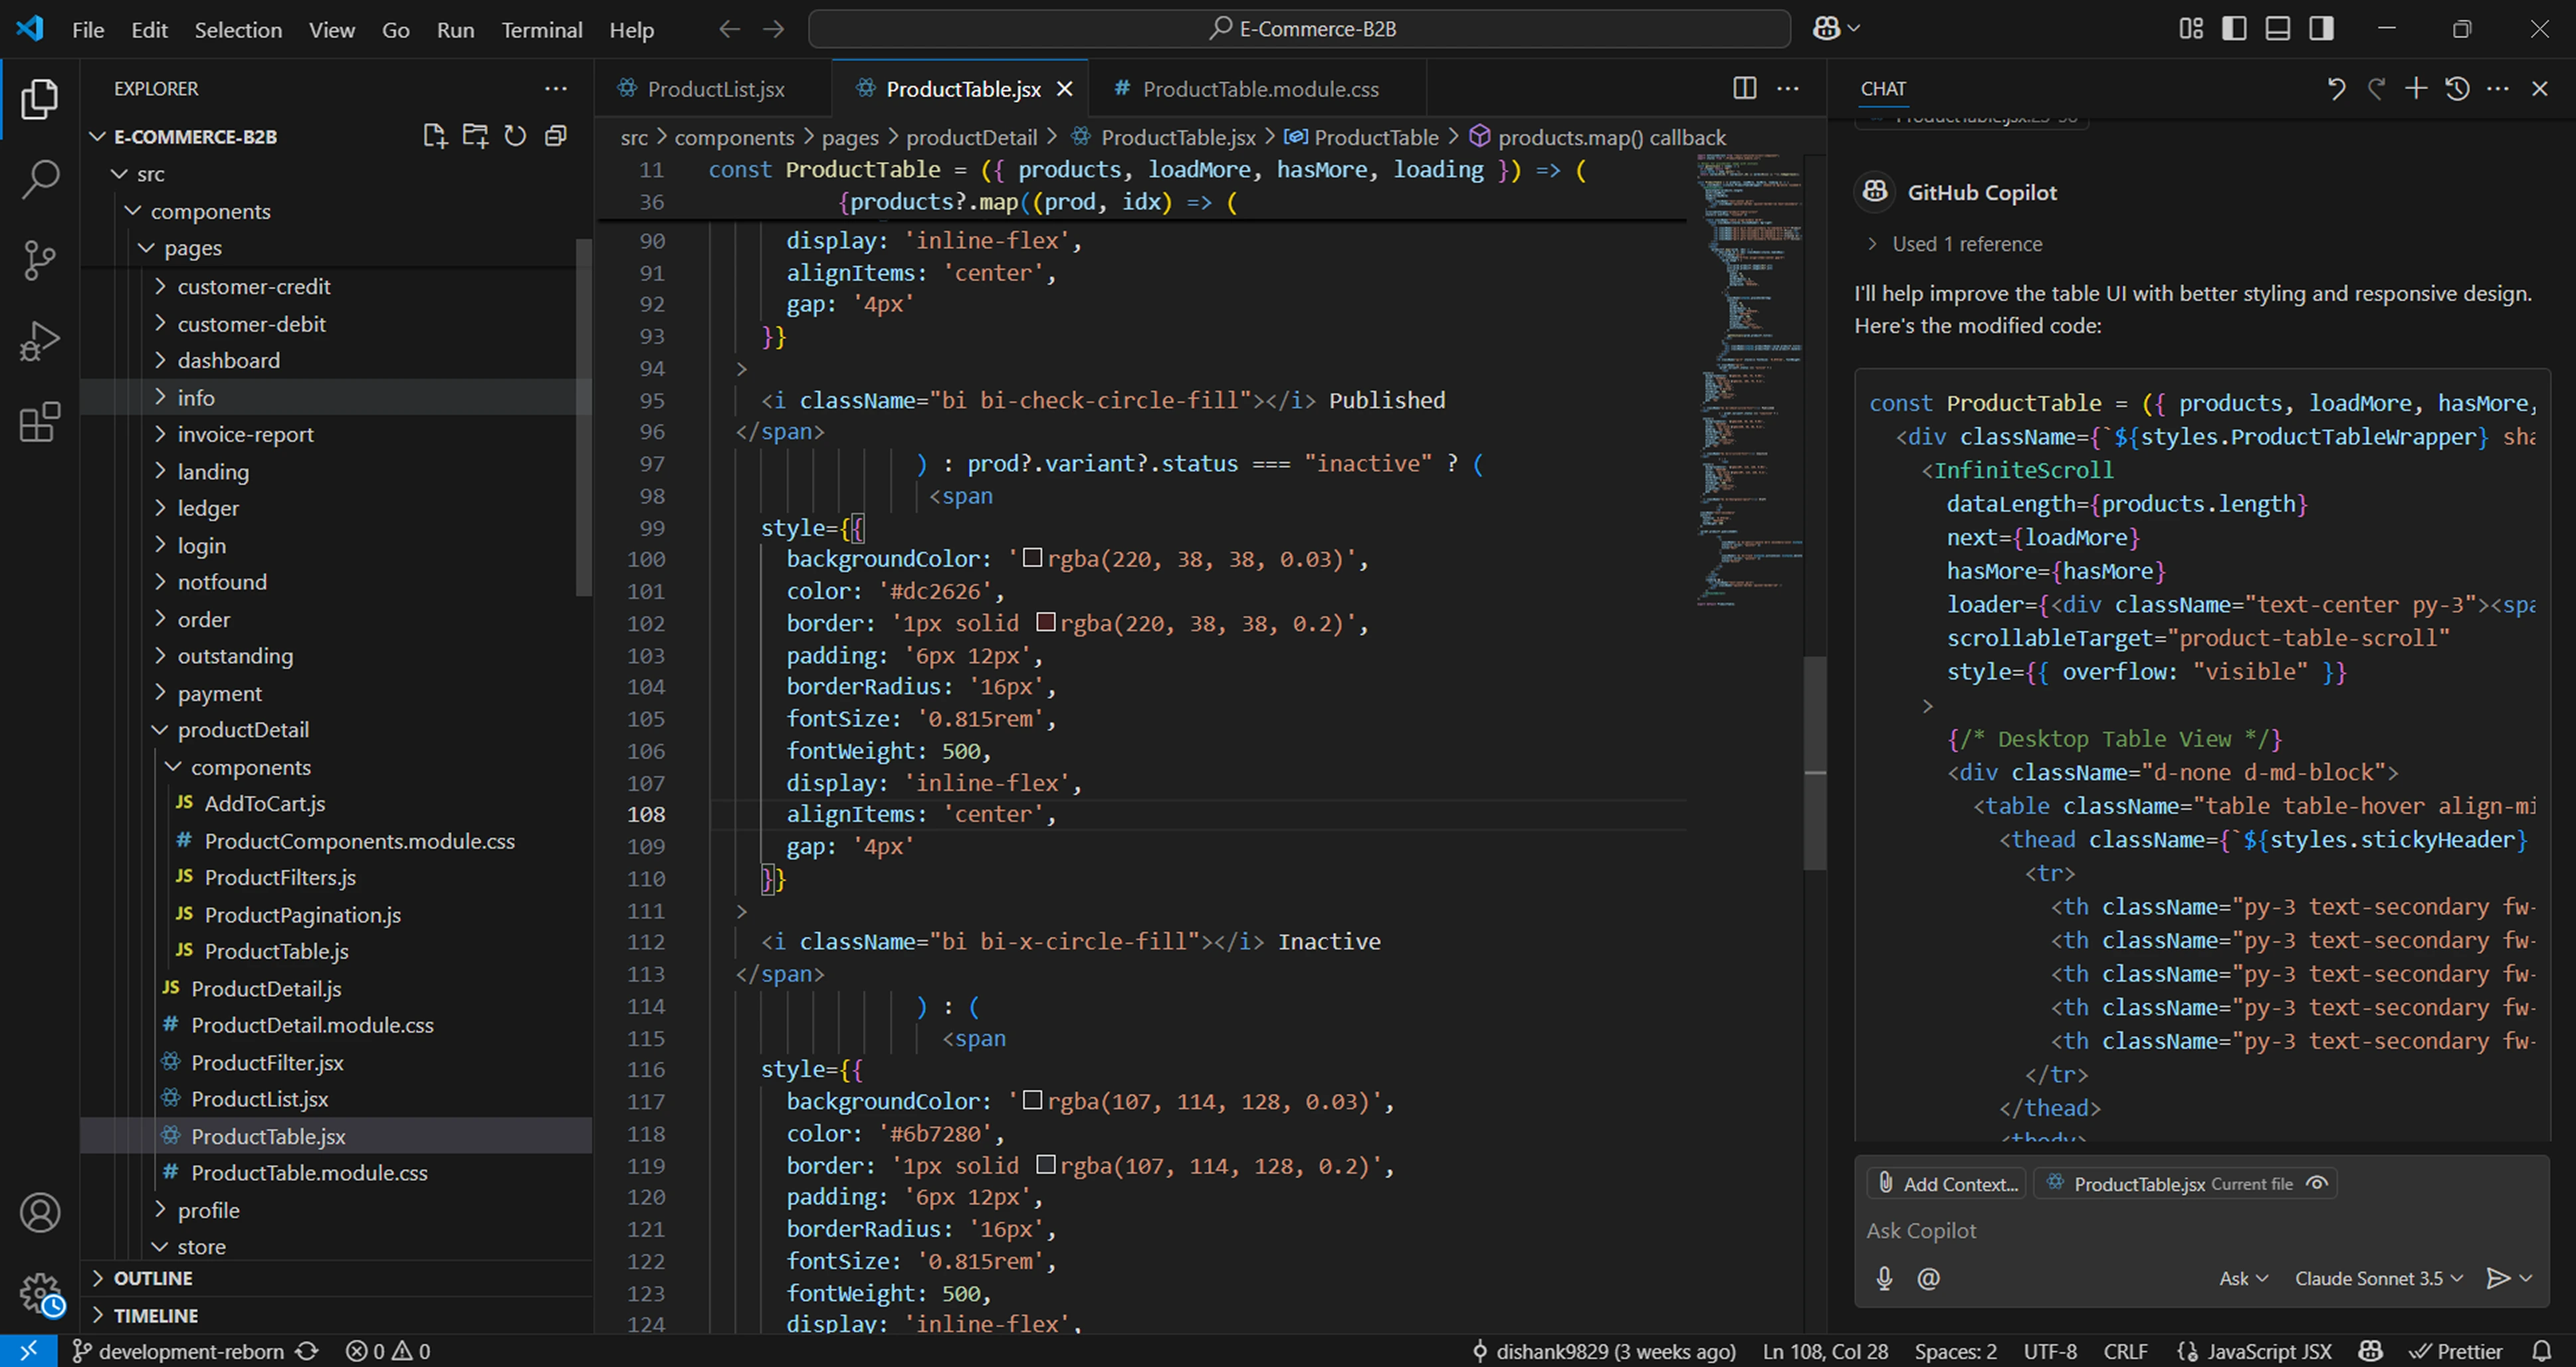 File Edit Selection View Go Run Terminal Help
E-Commerce-B2B
EXPLORER
E-COMMERCE-B2B
src
components
pages
customer-credit
customer-debit
dashboard
info
invoice-report
landing
ledger
login
notfound
order
outstanding
payment
productDetail
components
JS AddToCart.js
# ProductComponents.module.css
JS ProductFilters.js
JS ProductPagination.js
JS ProductTable.js
JS ProductDetail.js
# ProductDetail.module.css
ProductFilter.jsx
ProductList.jsx
ProductTable.jsx
# ProductTable.module.css
profile
store
OUTLINE
TIMELINE
ProductList.jsx
ProductTable.jsx
# ProductTable.module.css
src > components > pages > productDetail > ProductTable.jsx > ProductTable > products.map() callback
11 const ProductTable = ({ products, loadMore, hasMore, loading }) => (
36 {products?.map((prod, idx) => (
90 display: 'inline-flex',
91 alignItems: 'center',
92 gap: '4px'
93 }}
94 >
95 <i className="bi bi-check-circle-fill"></i> Published
96 </span>
97 ) : prod?.variant?.status === "inactive" ? (
98 <span
99 style={{
100 backgroundColor: 'rgba(220, 38, 38, 0.03)',
101 color: '#dc2626',
102 border: '1px solid rgba(220, 38, 38, 0.2)',
103 padding: '6px 12px',
104 borderRadius: '16px',
105 fontSize: '0.815rem',
106 fontWeight: 500,
107 display: 'inline-flex',
108 alignItems: 'center',
109 gap: '4px'
110 }}
111 >
112 <i className="bi bi-x-circle-fill"></i> Inactive
113 </span>
114 ) : (
115 <span
116 style={{
117 backgroundColor: 'rgba(107, 114, 128, 0.03)',
118 color: '#6b7280',
119 border: '1px solid rgba(107, 114, 128, 0.2)',
120 padding: '6px 12px',
121 borderRadius: '16px',
122 fontSize: '0.815rem',
123 fontWeight: 500,
124 display: 'inline-flex',
CHAT
GitHub Copilot
Used 1 reference
I'll help improve the table UI with better styling and responsive design.
Here's the modified code:
const ProductTable = ({ products, loadMore, hasMore,
<div className={`${styles.ProductTableWrapper} sha
<InfiniteScroll
dataLength={products.length}
next={loadMore}
hasMore={hasMore}
loader={<div className="text-center py-3"><spa
scrollableTarget="product-table-scroll"
style={{ overflow: "visible" }}
>
{/* Desktop Table View */}
<div className="d-none d-md-block">
<table className="table table-hover align-mi
<thead className={`${styles.stickyHeader}
<tr>
<th className="py-3 text-secondary fw-
<th className="py-3 text-secondary fw-
<th className="py-3 text-secondary fw-
<th className="py-3 text-secondary fw-
<th className="py-3 text-secondary fw-
</tr>
</thead>
<tbody>
Add Context... ProductTable.jsx Current file
Ask Copilot
@ Ask Claude Sonnet 3.5
development-reborn 0 0 dishank9829 (3 weeks ago) Ln 108, Col 28 Spaces: 2 UTF-8 CRLF {} JavaScript JSX Prettier